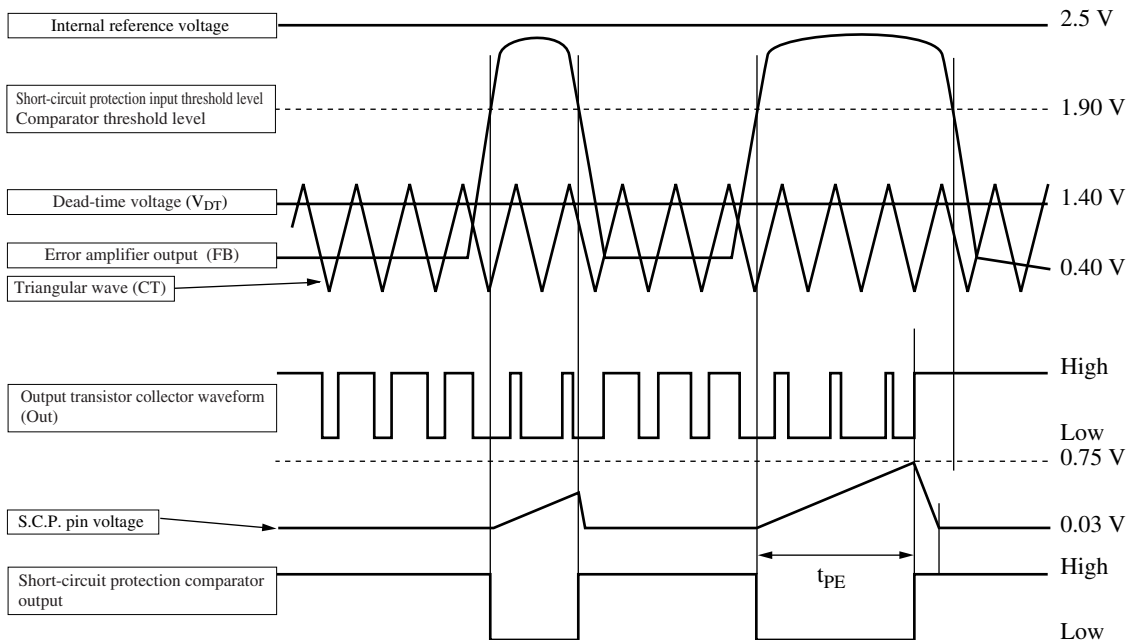 Internal reference voltage
2.5 V
Short-circuit protection input threshold level
Comparator threshold level
1.90 V
Dead-time voltage (VDT)
1.40 V
Error amplifier output (FB)
0.40 V
Triangular wave (CT)
High
Output transistor collector waveform
(Out)
Low
0.75 V
S.C.P. pin voltage
0.03 V
Short-circuit protection comparator
output
High
tPE
Low